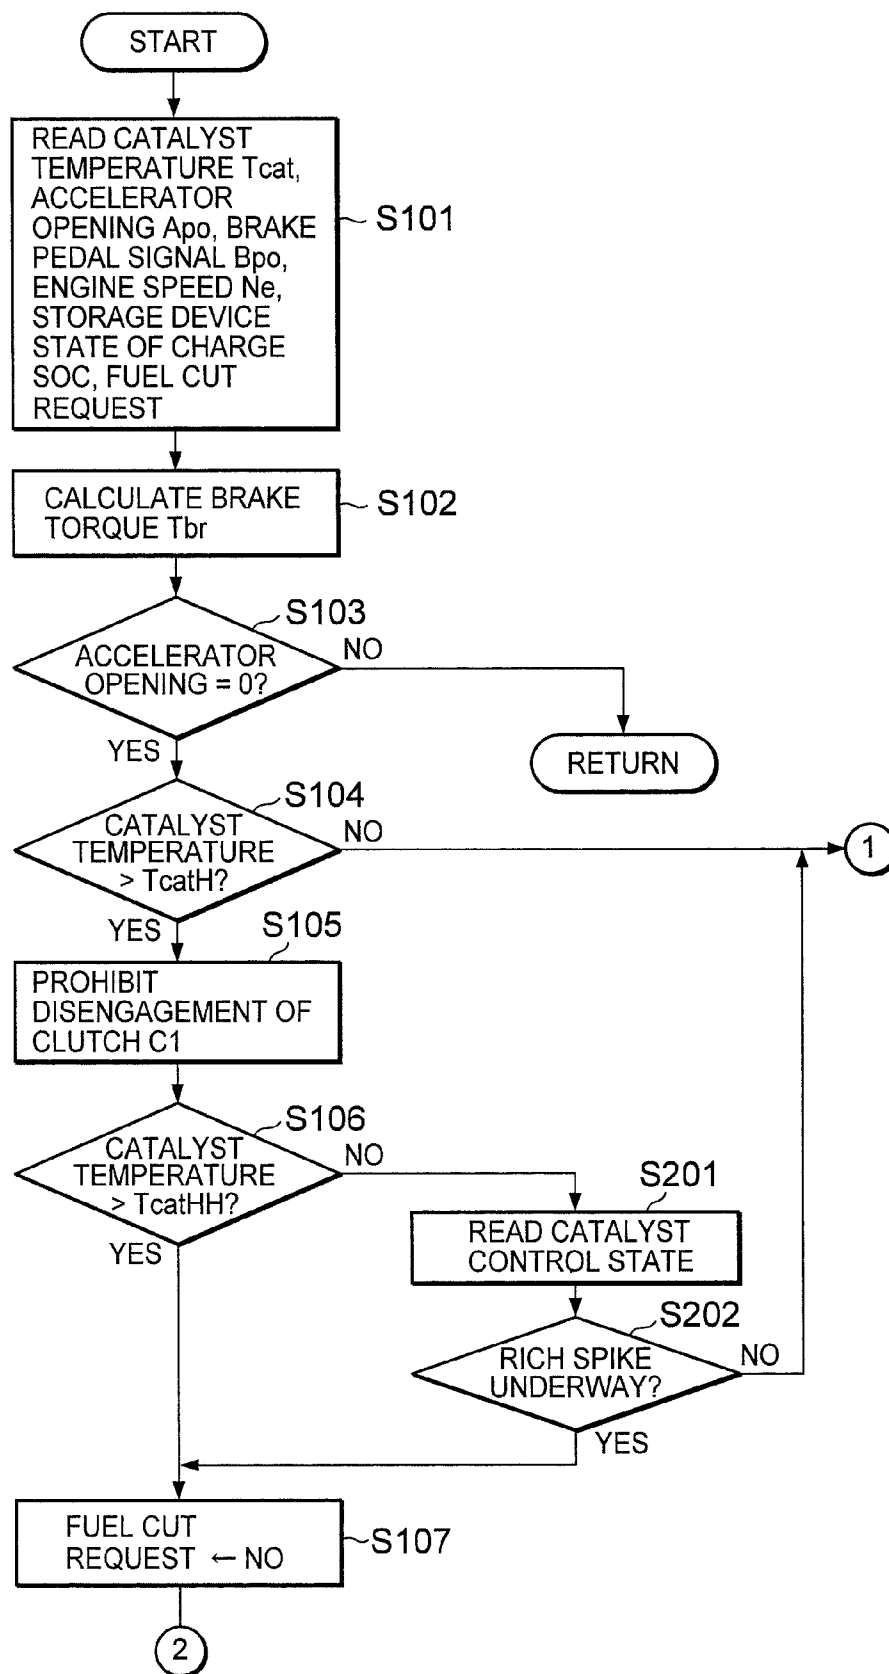 START
READ CATALYST
TEMPERATURE Tcat,
ACCELERATOR
OPENING Apo, BRAKE
PEDAL SIGNAL Bpo,
ENGINE SPEED Ne,
STORAGE DEVICE
STATE OF CHARGE
SOC, FUEL CUT
REQUEST
S101
CALCULATE BRAKE
TORQUE Tbr
S102
S103
ACCELERATOR
OPENING = 0?
NO
YES
RETURN
S104
CATALYST
TEMPERATURE
> TcatH?
NO
1
YES
S105
PROHIBIT
DISENGAGEMENT OF
CLUTCH C1
S106
CATALYST
TEMPERATURE
> TcatHH?
NO
YES
S201
READ CATALYST
CONTROL STATE
S202
RICH SPIKE
UNDERWAY?
NO
YES
FUEL CUT
REQUEST ← NO
S107
2